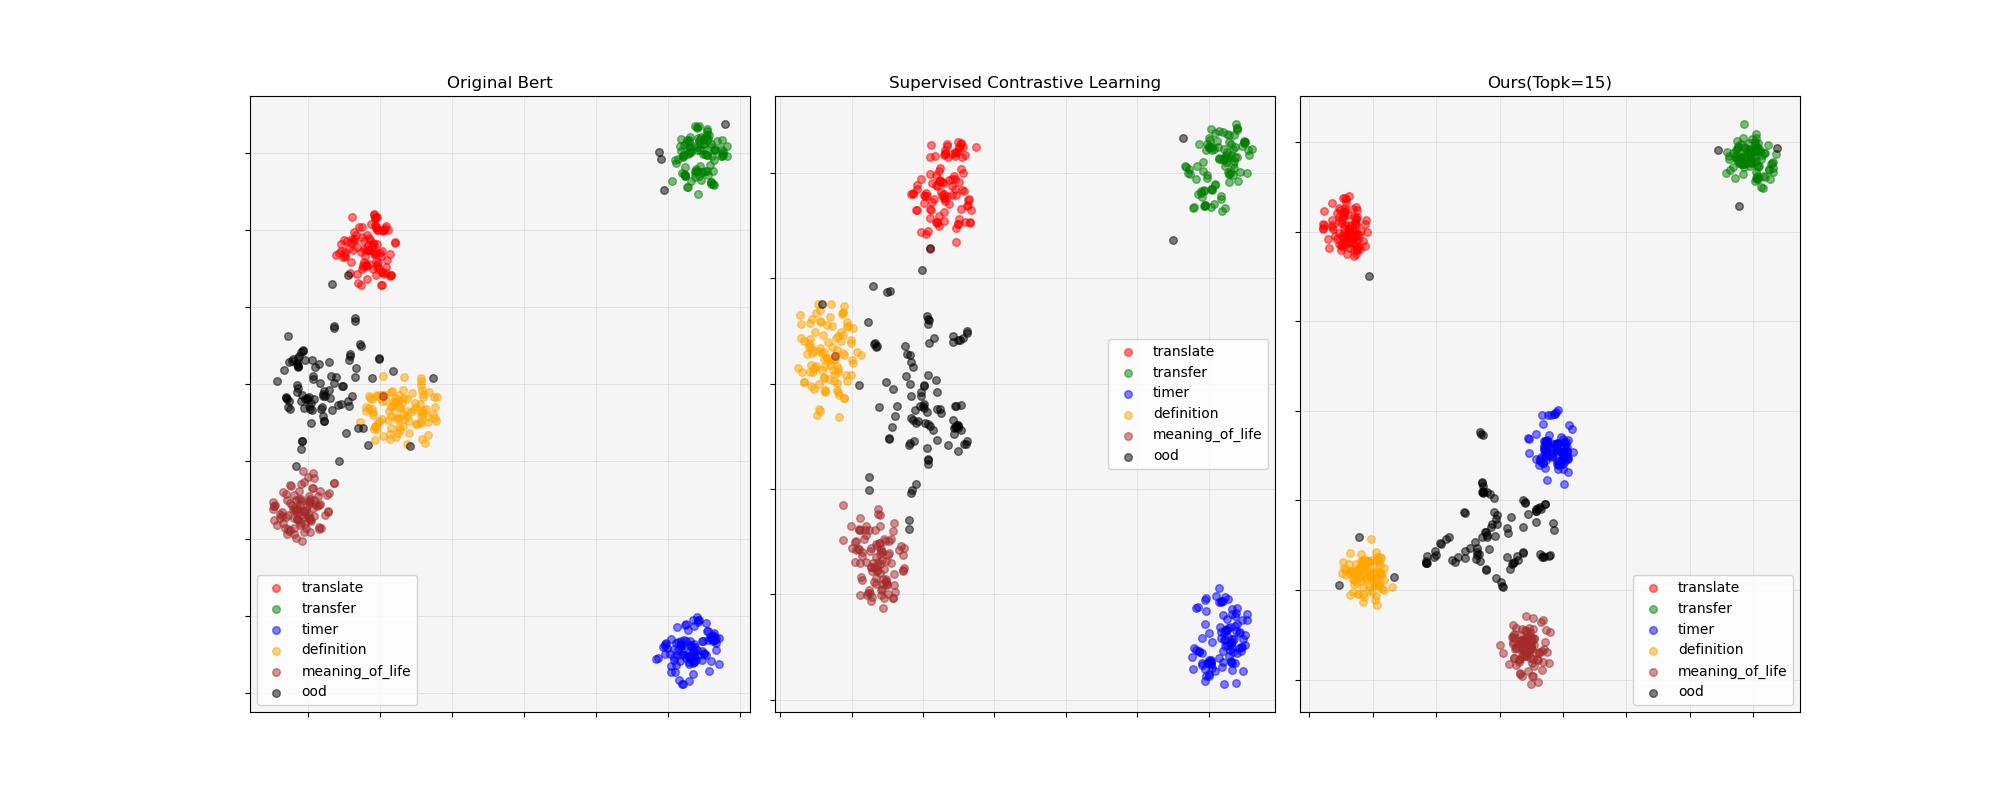 Original Bert
translate
transfer
timer
definition
meaning_of_life
ood
Supervised Contrastive Learning
translate
transfer
timer
definition
meaning_of_life
ood
Ours(Topk=15)
translate
transfer
timer
definition
meaning_of_life
ood